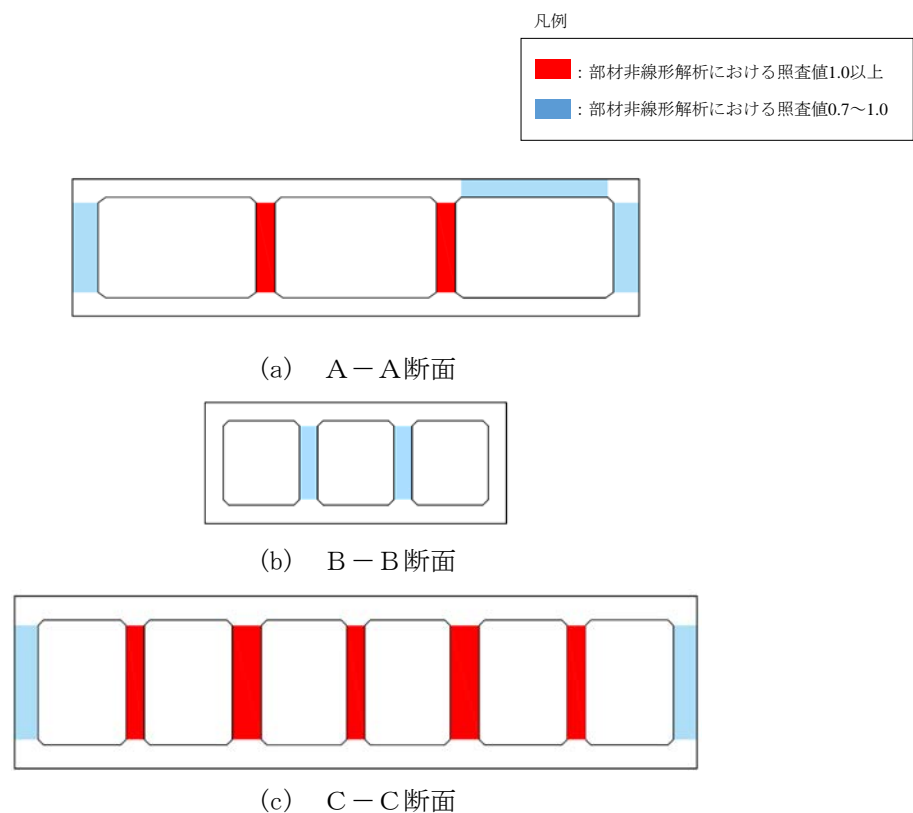 凡例
：部材非線形解析における照査値1.0以上
：部材非線形解析における照査値0.7～1.0
(a)　A－A断面
(b)　B－B断面
(c)　C－C断面